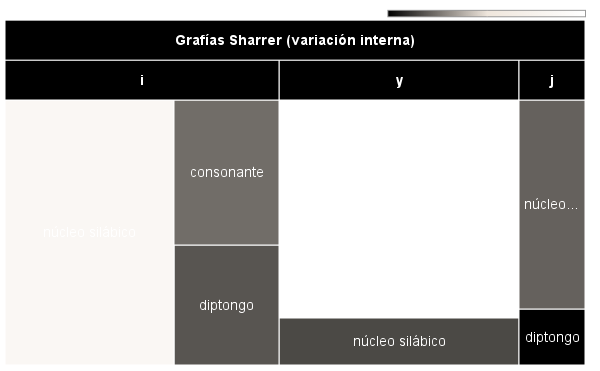 Grafías Sharrer (variación interna)
i
y
j
núcleo silábico
consonante
diptongo
núcleo silábico
núcleo...
diptongo